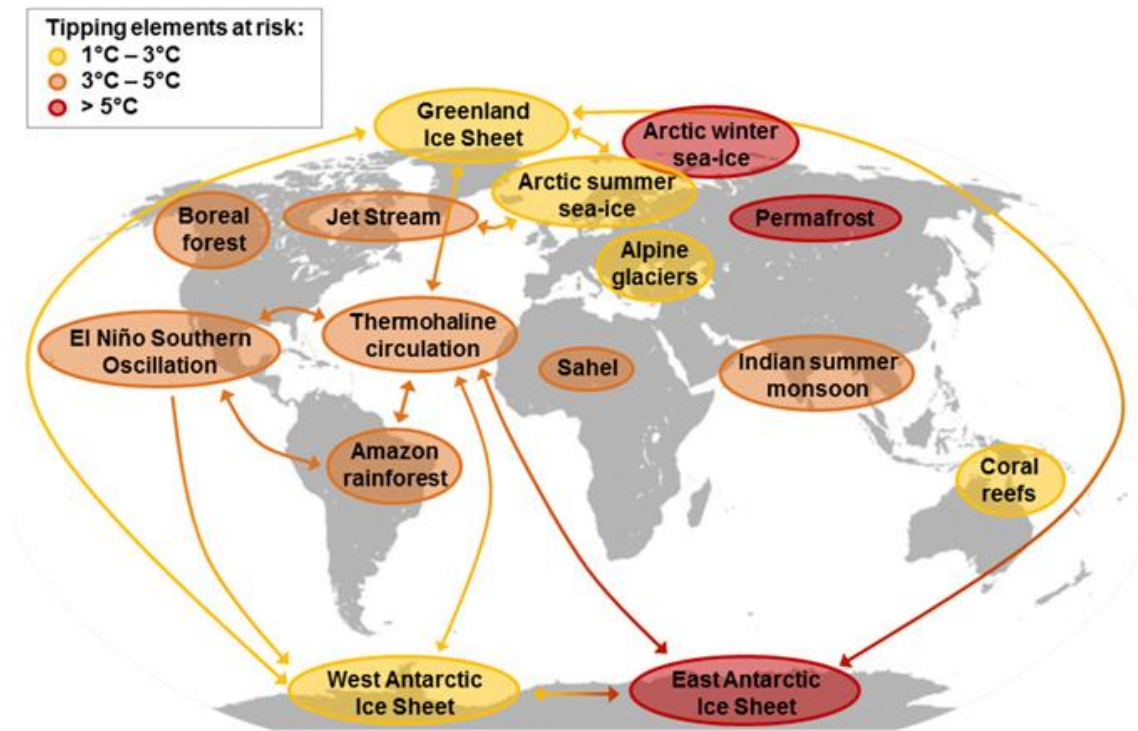 Tipping elements at risk:
1°C – 3°C
3°C – 5°C
> 5°C
Greenland
Ice Sheet
Arctic winter
sea-ice
Arctic summer
sea-ice
Boreal
forest
Jet Stream
Permafrost
Alpine
glaciers
El Niño Southern
Oscillation
Thermohaline
circulation
Sahel
Indian summer
monsoon
Amazon
rainforest
Coral
reefs
West Antarctic
Ice Sheet
East Antarctic
Ice Sheet